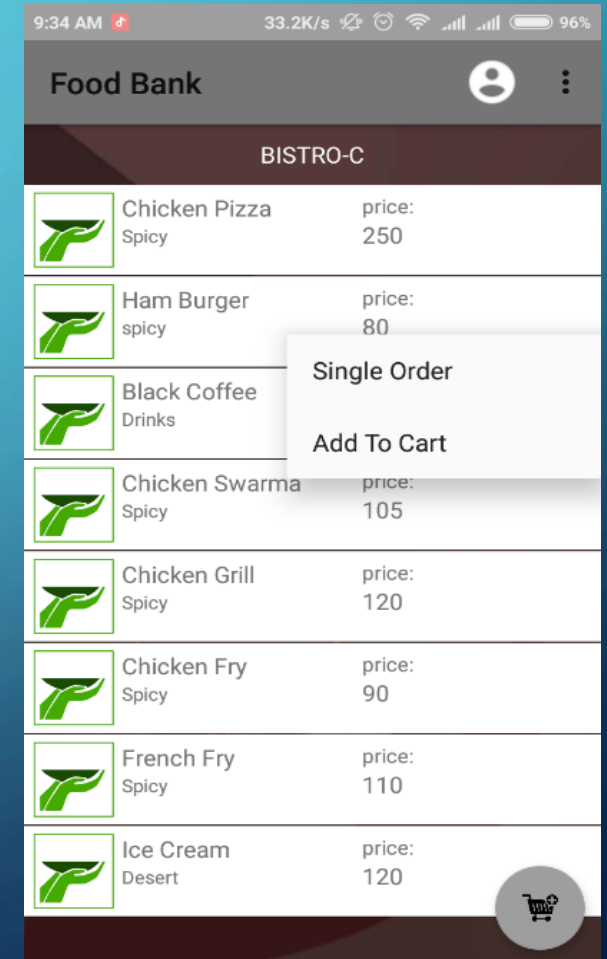 9:34 AM 33.2K/s 96%
Food Bank
BISTRO-C
Chicken Pizza price:
Spicy 250
Ham Burger price:
spicy 80
Single Order
Black Coffee
Drinks
Add To Cart
Chicken Swarma price:
Spicy 105
Chicken Grill price:
Spicy 120
Chicken Fry price:
Spicy 90
French Fry price:
Spicy 110
Ice Cream price:
Desert 120